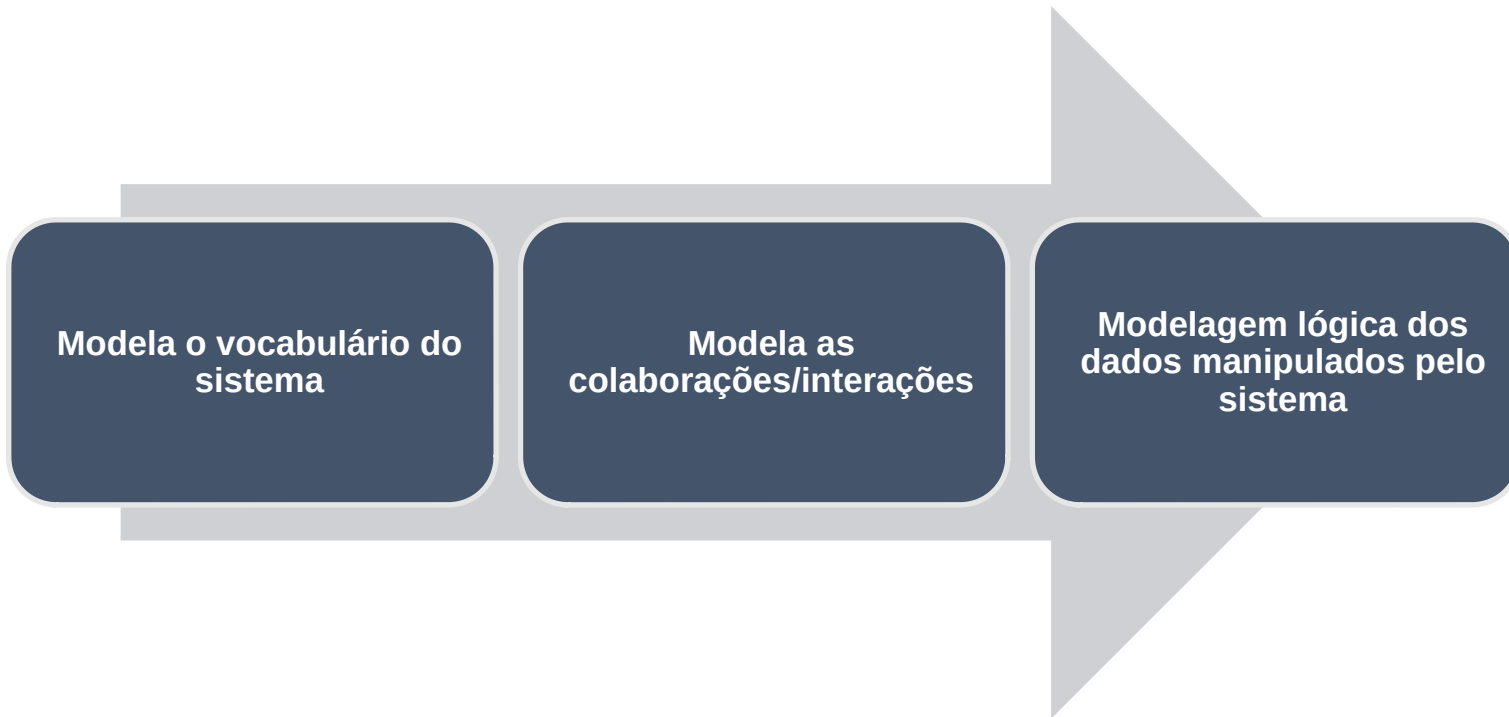 Modela o vocabulário do
sistema
Modela as
colaborações/interações
Modelagem lógica dos
dados manipulados pelo
sistema